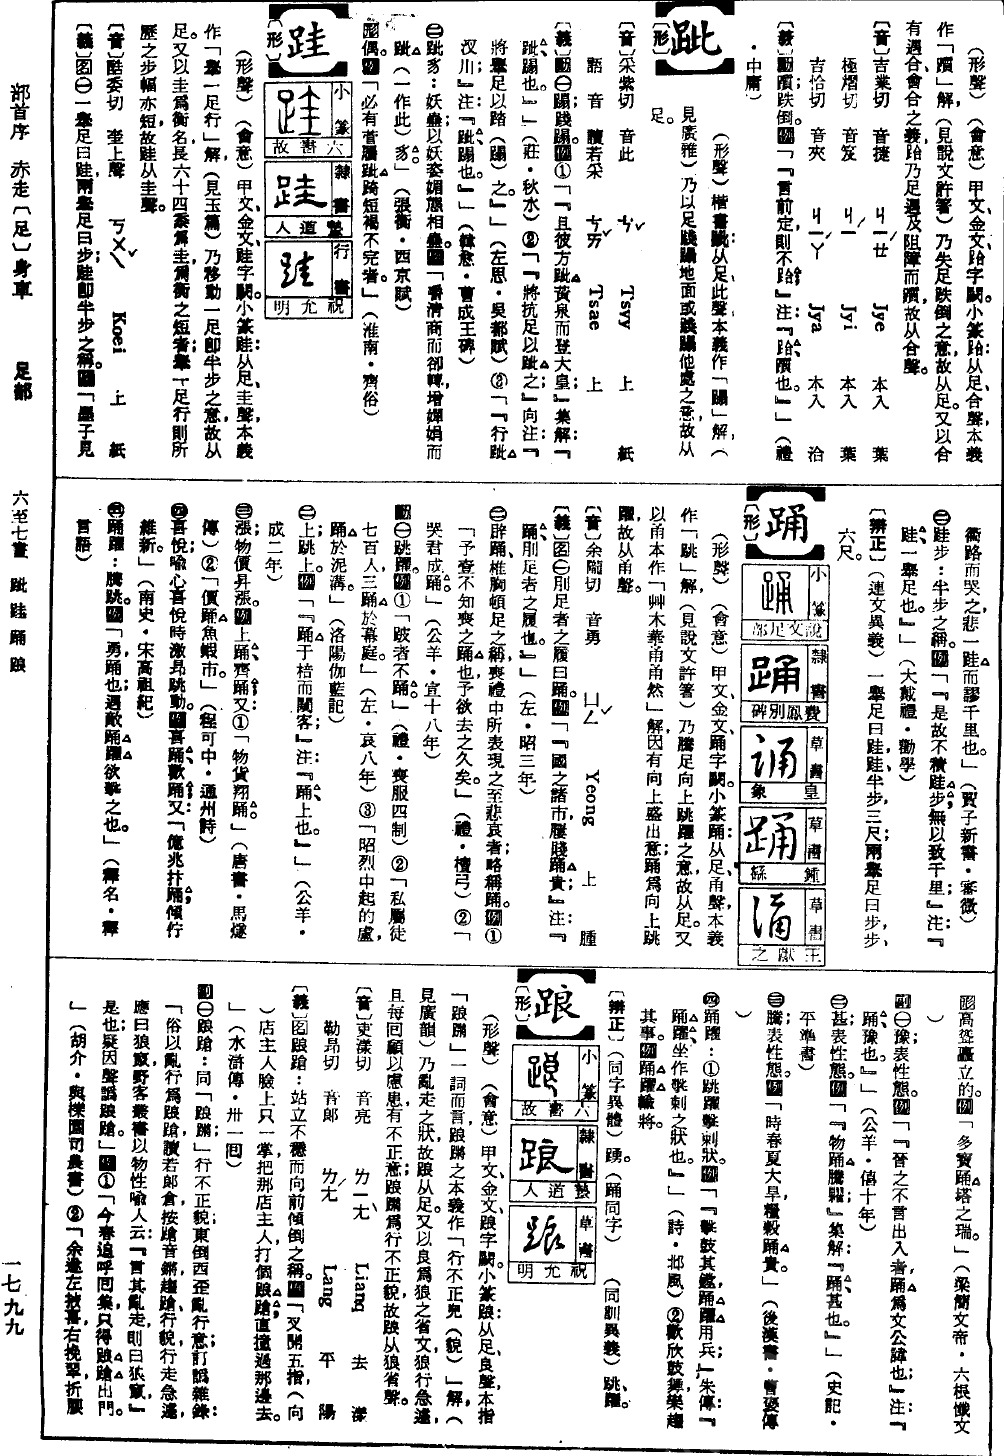 部首序 赤走〔足〕身車 足部 六至七畫 跐 跬 踊 踉 一七九九
（形聲）（會意）甲文、金文、跲字闕。小篆跲：从足、合聲、本義
作「躓」解，（見說文許箸）乃失足跌倒之意，故从足。又以合
有遇合會合之義，跲乃足遇及阻障而躓，故从合聲。
〔音〕吉業切 音捷 ㄐㄧㄝ Jye 本入 葉
極熠切 音笈 ㄐㄧˊ Jyi 本入 葉
吉恰切 音夾 ㄐㄧㄚ Jya 本入 洽
〔義〕動躓跌倒。例「『言前定則不跲』注：『跲，躓也。』」（禮
・中庸）
跐
〔形〕
（形聲）楷書跐：从足、此聲，本義作「蹋」解，（
見廣雅）乃以足踐蹋地面或踐蹋他處之意，故从
足。
〔音〕采紫切 音此 ㄘˇ Tsyy 上 紙
語音 讀若采 ㄘㄞˇ Tsae 上
〔義〕動㊀蹋；踐蹋。例①「『且彼方跐黃泉而登大皇』集解：『
跐，蹋也。』」（莊・秋水）②「『將抗足以跐之』向注：『
將舉足以踏（蹋）之。』」（左思・吳都賦）③「『行跐
汊川』注：『跐，蹋也。』」（韓愈・曹成王碑）
㊁跐豸：妖蠱；以妖姿媚態相蠱。例「嚼清商而卻轉，增嬋娟而
跐（一作此）豸」（張衡・西京賦）
形偶。例「必有菅屩跐踦短褐不完者」（淮南・齊俗）
跬
〔形〕
小篆 六書故
隸書 蟄道人
行書 祝允明
（形聲）（會意）甲文、金文、跬字闕。小篆跬：从足、圭聲，本義
作「舉一足行」解（見玉篇）乃移動一足即半步之意，故从
足。又以圭爲衡名，長六十四黍爲圭，圭爲衡之短者；舉一足行則所
歷之步幅亦短，故跬从圭聲。
〔音〕酷委切 奎上聲 ㄎㄨㄟˇ Koei 上 紙
〔義〕名㊀一舉足曰跬，兩舉足曰步；跬即半步之稱。例「墨子見
衢路而哭之，悲一跬而謬千里也。」（賈子新書・審微）
㊁跬步：半步之稱。例「『是故不積跬步，無以致千里』注：『
跬，一舉足也。』」（大戴禮・勸學）
〔辨正〕（連文異義）一舉足曰跬，跬半步，三尺；兩舉足曰步，步，
六尺。
踊
〔形〕
小篆 說文足部
隸書 費鳳別碑
草書 皇象
草書 鍾繇
草書 王獻之
（形聲）（會意）甲文、金文、踊字闕。小篆踊：从足、甬聲，本義
作「跳」解，（見說文許箸）乃騰足向上跳躍之意，故从足。又
以甬本作「艸木華甬甬然」解，因有向上盛出意，踊爲向上跳
躍，故从甬聲。
〔音〕余隴切 音勇 ㄩㄥˇ Yeong 上 腫
〔義〕名㊀刖足者之履曰踊。例「『國之諸市，屨賤踊貴』注：『
踊，刖足者之履也。』」（左・昭三年）
㊁辟踊，椎胸頓足之稱，喪禮中所表現之至悲哀者；略稱踊。例①
「予壹不知夫喪之踊也，予欲去之久矣。」（禮・檀弓）②「
哭君成踊。」（公羊・宣十八年）
動㊀跳；躍。例①「跛者不踊。」（禮・喪服四制）②「私屬徒
七百人，三踊於幕庭。」（左・哀八年）③「昭烈中起的盧，
踊於泥溝。」（洛陽伽藍記）
㊁上；跳上。例「『踊于棓而闚客』注：『踊，上也。』」（公羊・
成二年）
㊂漲；物價昇漲。例上踊，齊踊。又①「物貨翔踊。」（唐書・馬燧
傳）②「價踊魚蝦市。」（程可中・通州詩）
㊃喜悅；喻心喜悅時激昂跳動。例喜踊，歡踊。又：「億兆抃踊，傾佇
維新。」（南史・宋高祖紀）
㊄踊躍：騰跳。例「勇，踊也；遇敵踊躍欲擊之也。」（釋名・釋
言語）
形高聳矗立的。例「多寶踊塔之瑞。」（梁簡文帝・六根懺文
）
副㊀豫，表性態。例「『晉之不言出入者，踊爲文公諱也』注：『
踊，豫也。』」（公羊・僖十年）
㊁甚，表性態。例「『物踊騰糶』集解：『踊，甚也。』」（史記・
平準書）
㊂騰，表性態。例「時春夏大旱，糧穀踊貴。」（後漢書・曹褒傳
）
㊃踊躍：①跳躍擊剌狀。例「『擊鼓其鏜，踊躍用兵』朱傳：『
踊躍，坐作擊剌之狀也。』」（詩・邶風）②歡欣鼓舞，樂趨
其事。例踊躍輸將。
〔辨正〕（同字異體）踴。（踊同字） （同訓異義）跳、躍。
踉
〔形〕
小篆 六書故
隸書 蟄道人
草書 祝允明
（形聲）（會意）甲文、金文、踉字闕。小篆踉：从足、良聲，本指
「踉蹡」一詞而言，踉蹡之本義作「行不正皃（貌）」解，（
見廣韻）乃亂走之狀，故踉从足。又以良爲狼之省文，狼行急遽，
且每回顧以慮患，有不正意；踉蹡爲行不正貌，故踉从狼省聲。
〔音〕吏漾切 音亮 ㄌㄧㄤˋ Liang 去 漾
勒昂切 音郎 ㄌㄤˊ Lang 平 陽
〔義〕名踉蹌：站立不穩而向前傾倒之稱。例「叉開五指，（向
）店主人臉上只一掌，把那店主人打個踉蹌，直撞過那邊去。
」（水滸傳・卅一回）
副㊀踉蹌：同「踉蹡」行不正貌；東倒西歪，亂行意。訂譌雜錄：
「俗以亂行爲踉蹌，讀若郎倉，按蹌音鏘，趨蹌，行貌，行走急遽，
應曰狼竄，野客叢書以物性喻人云：『言其亂走則曰狼竄。』
是也；疑因聲譌踉蹌。」例①「今春追呼回集，只得踉蹌出門。
」（胡介・與櫟園司農書）②「余遽左披喜，右挽翠，折腰